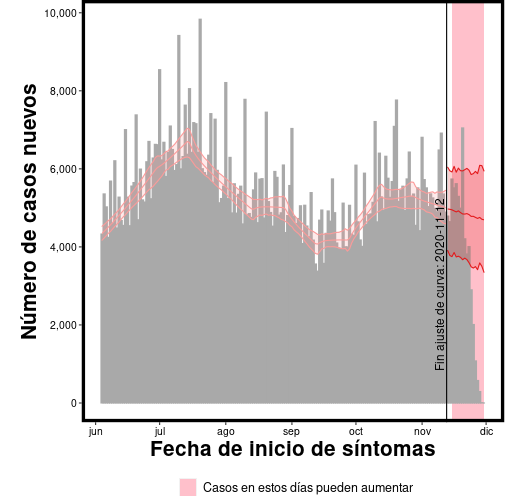 Número de casos nuevos
10,000
8,000
6,000
4,000
2,000
0
Fin ajuste de curva: 2020-11-12
jun
jul
ago
sep
oct
nov
dic
Fecha de inicio de síntomas
Casos en estos días pueden aumentar